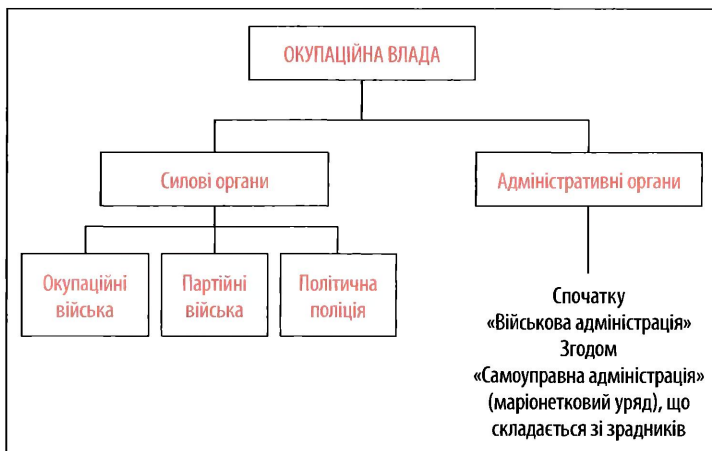 ОКУПАЦІЙНА ВЛАДА
Силові органи
Адміністративні органи
Окупаційні
війська
Партійні
війська
Політична
поліція
Спочатку
«Військова адміністрація»
Згодом
«Самоуправна адміністрація»
(маріонетковий уряд), що
складається зі зрадників